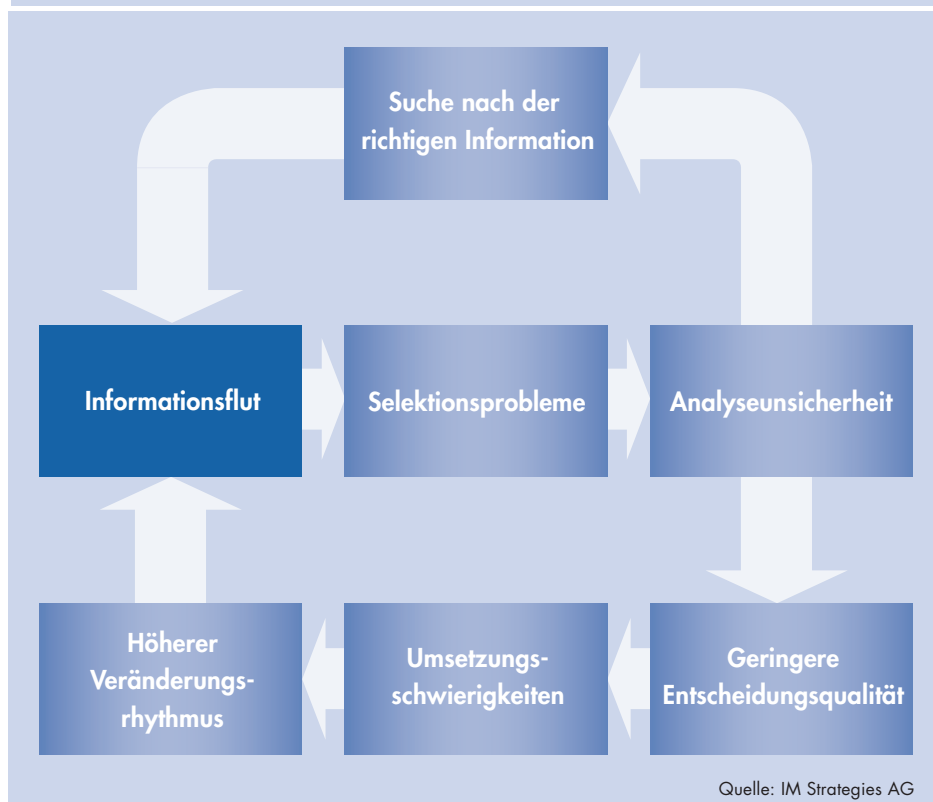 Suche nach der
richtigen Information
Informationsflut
Selektionsprobleme
Analyseunsicherheit
Höherer
Veränderungs-
rhythmus
Umsetzungs-
schwierigkeiten
Geringere
Entscheidungsqualität
Quelle: IM Strategies AG